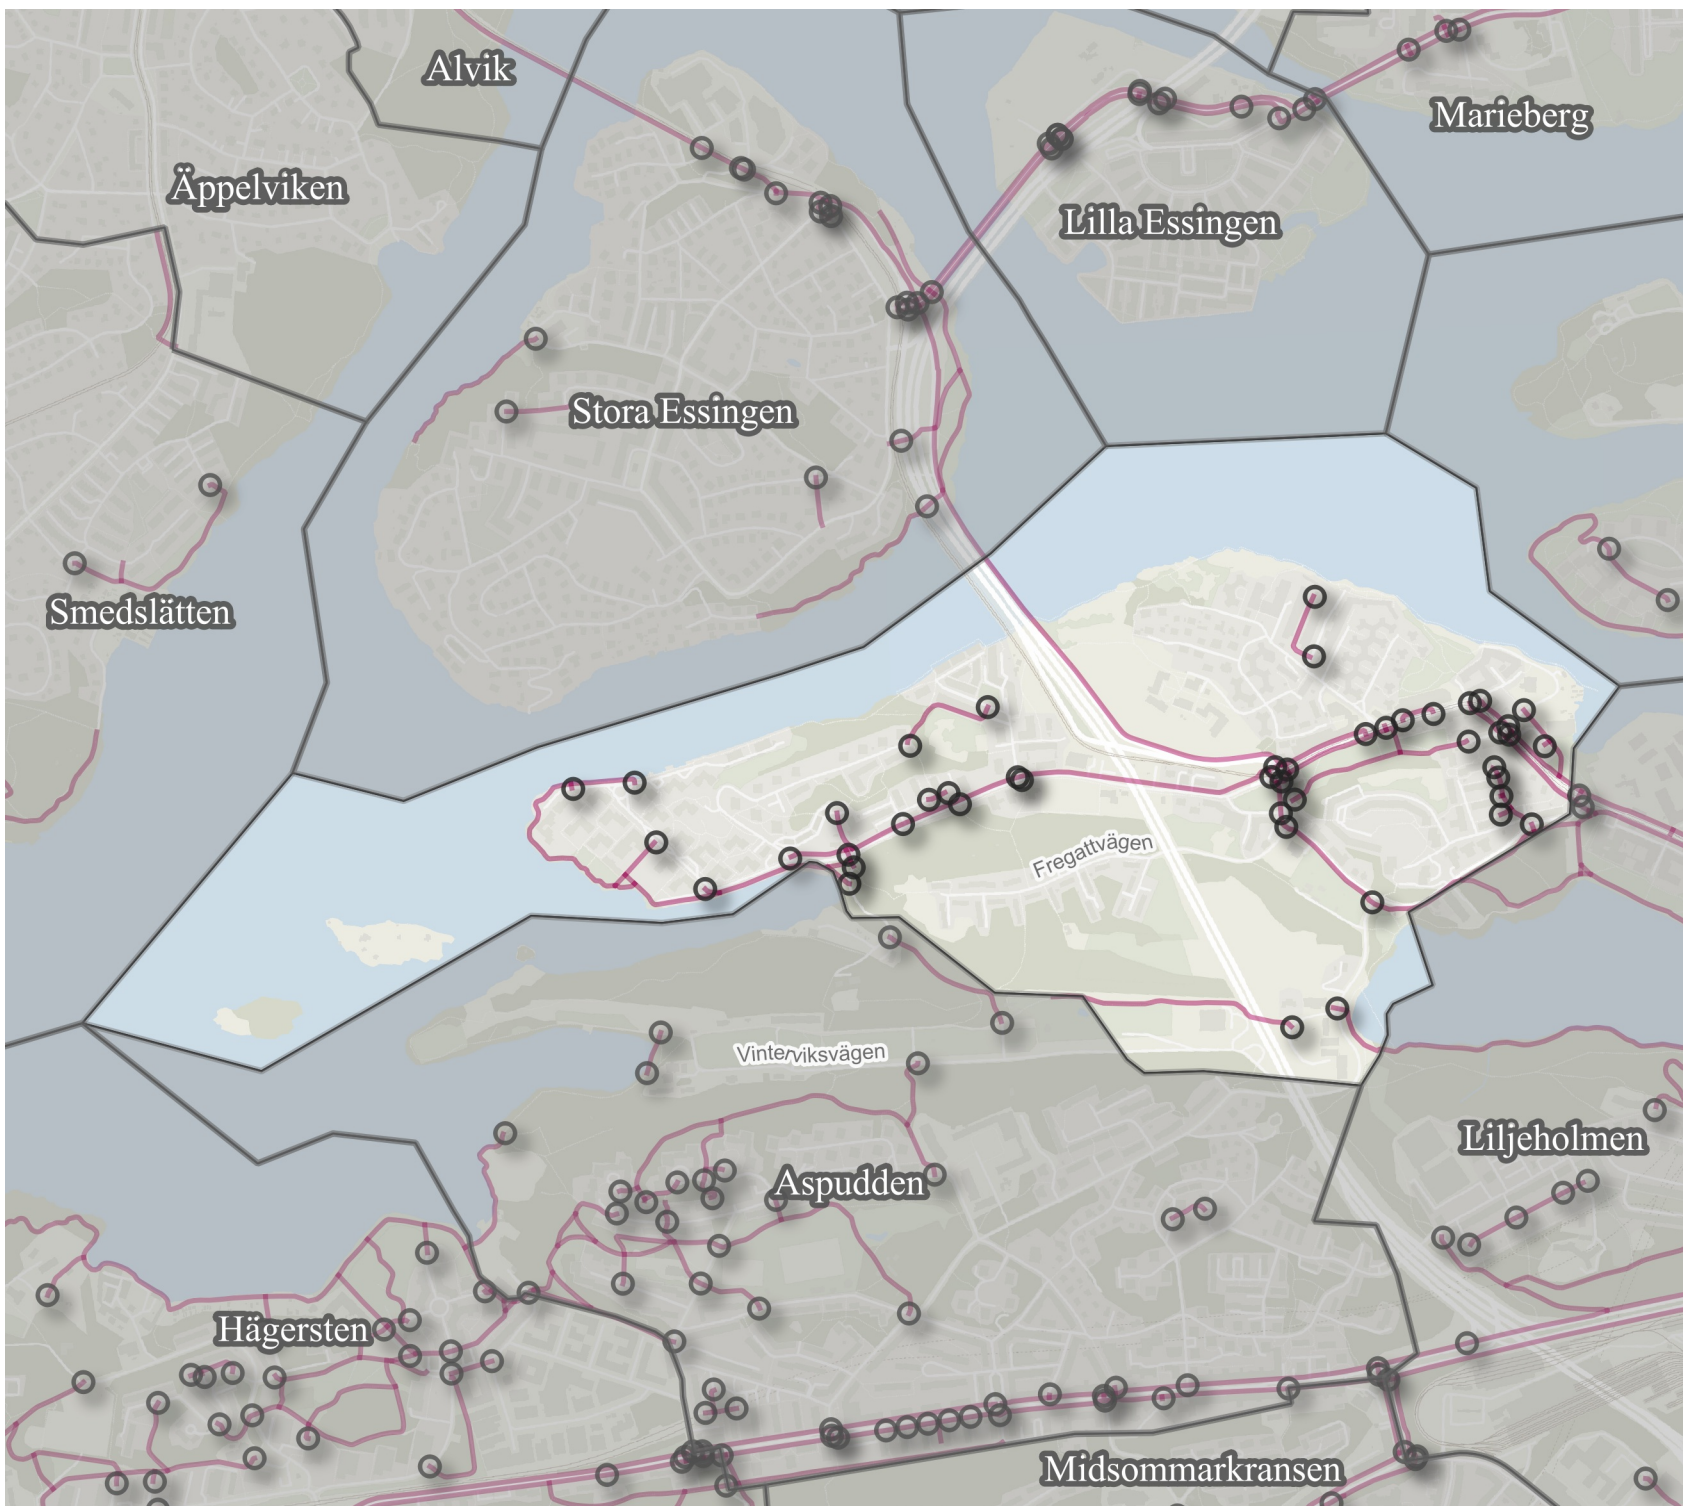 Alvik
Marieberg
Äppelviken
Lilla Essingen
Stora Essingen
Smedslätten
Fregattvägen
Vinterviksvägen
Liljeholmen
Aspudden
Hägersten
Midsommarkransen